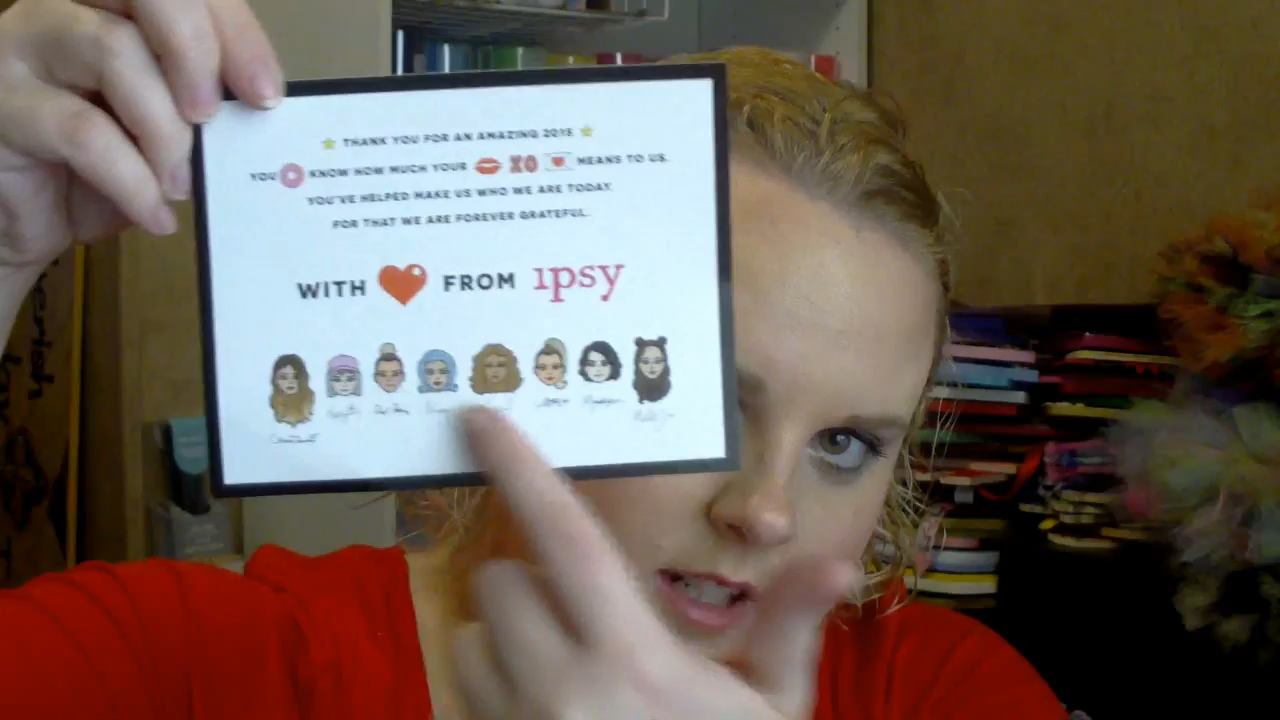 THANK YOU FOR AN AMAZING 2015
YOU KNOW HOW MUCH YOUR XO MEANS TO US.
YOU'VE HELPED MAKE US WHO WE ARE TODAY.
FOR THAT WE ARE FOREVER GRATEFUL.
WITH FROM ipsy